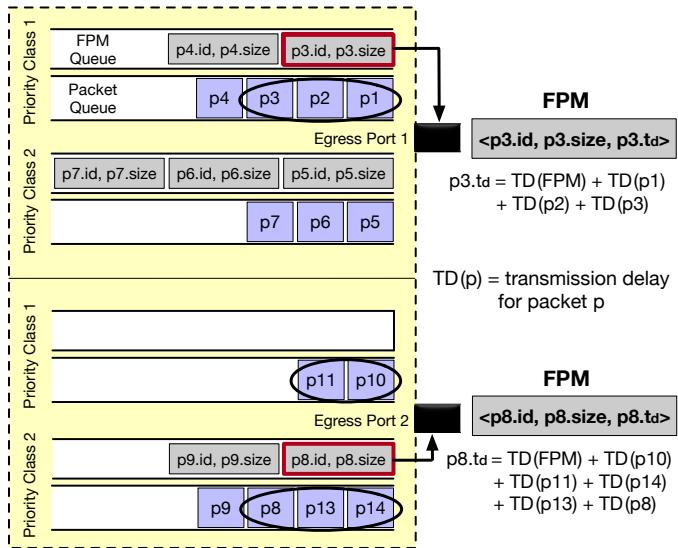 Priority Class 1
FPM
Queue
p4.id, p4.size
p3.id, p3.size
Packet
Queue
p4
p3
p2
p1
Egress Port 1
FPM
<p3.id, p3.size, p3.td>
p3.td = TD(FPM) + TD(p1)
+ TD(p2) + TD(p3)
Priority Class 2
p7.id, p7.size
p6.id, p6.size
p5.id, p5.size
p7
p6
p5
TD(p) = transmission delay
for packet p
Priority Class 1
p11
p10
Egress Port 2
FPM
<p8.id, p8.size, p8.td>
p8.td = TD(FPM) + TD(p10)
+ TD(p11) + TD(p14)
+ TD(p13) + TD(p8)
Priority Class 2
p9.id, p9.size
p8.id, p8.size
p9
p8
p13
p14